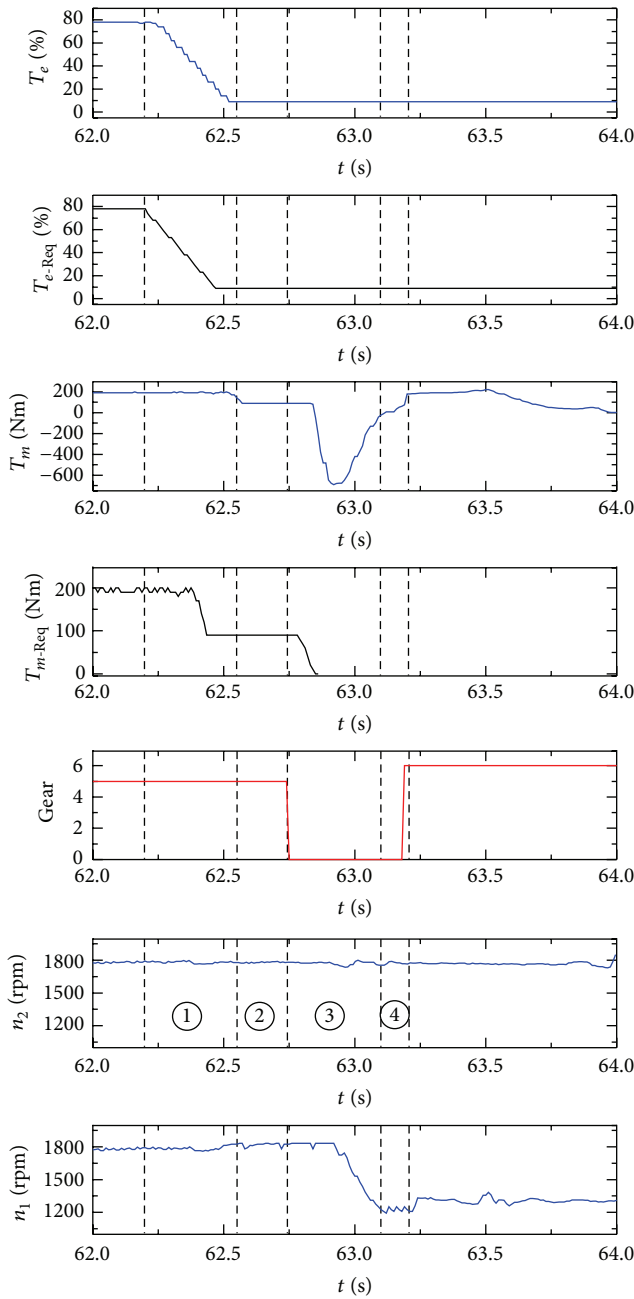 80
60
40
20
0
T_e (%)
62.0 62.5 63.0 63.5 64.0
t (s)
80
60
40
20
0
T_e-Req (%)
62.0 62.5 63.0 63.5 64.0
t (s)
200
0
−200
−400
−600
T_m (Nm)
62.0 62.5 63.0 63.5 64.0
t (s)
200
100
0
T_m-Req (Nm)
62.0 62.5 63.0 63.5 64.0
t (s)
6
4
2
0
Gear
62.0 62.5 63.0 63.5 64.0
t (s)
1800
1500
1200
n_2 (rpm)
1 2 3 4
62.0 62.5 63.0 63.5 64.0
t (s)
1800
1500
1200
n_1 (rpm)
62.0 62.5 63.0 63.5 64.0
t (s)